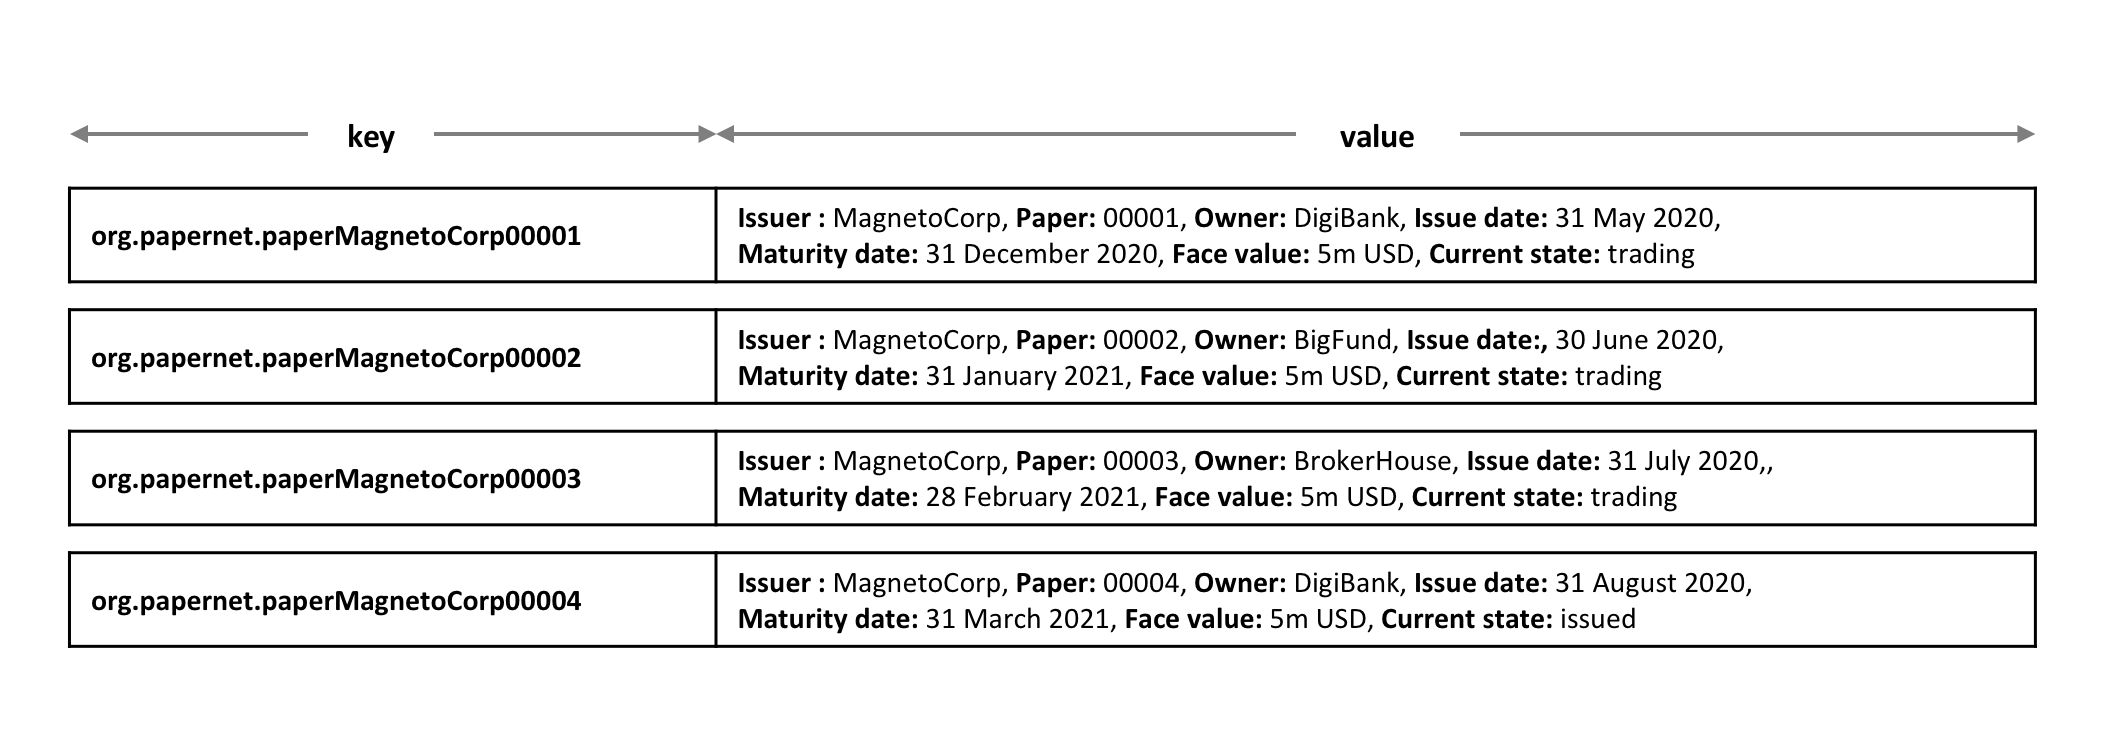 key
value
org.papernet.paperMagnetoCorp00001
Issuer : MagnetoCorp, Paper: 00001, Owner: DigiBank, Issue date: 31 May 2020,
Maturity date: 31 December 2020, Face value: 5m USD, Current state: trading
org.papernet.paperMagnetoCorp00002
Issuer : MagnetoCorp, Paper: 00002, Owner: BigFund, Issue date:, 30 June 2020,
Maturity date: 31 January 2021, Face value: 5m USD, Current state: trading
org.papernet.paperMagnetoCorp00003
Issuer : MagnetoCorp, Paper: 00003, Owner: BrokerHouse, Issue date: 31 July 2020,,
Maturity date: 28 February 2021, Face value: 5m USD, Current state: trading
org.papernet.paperMagnetoCorp00004
Issuer : MagnetoCorp, Paper: 00004, Owner: DigiBank, Issue date: 31 August 2020,
Maturity date: 31 March 2021, Face value: 5m USD, Current state: issued